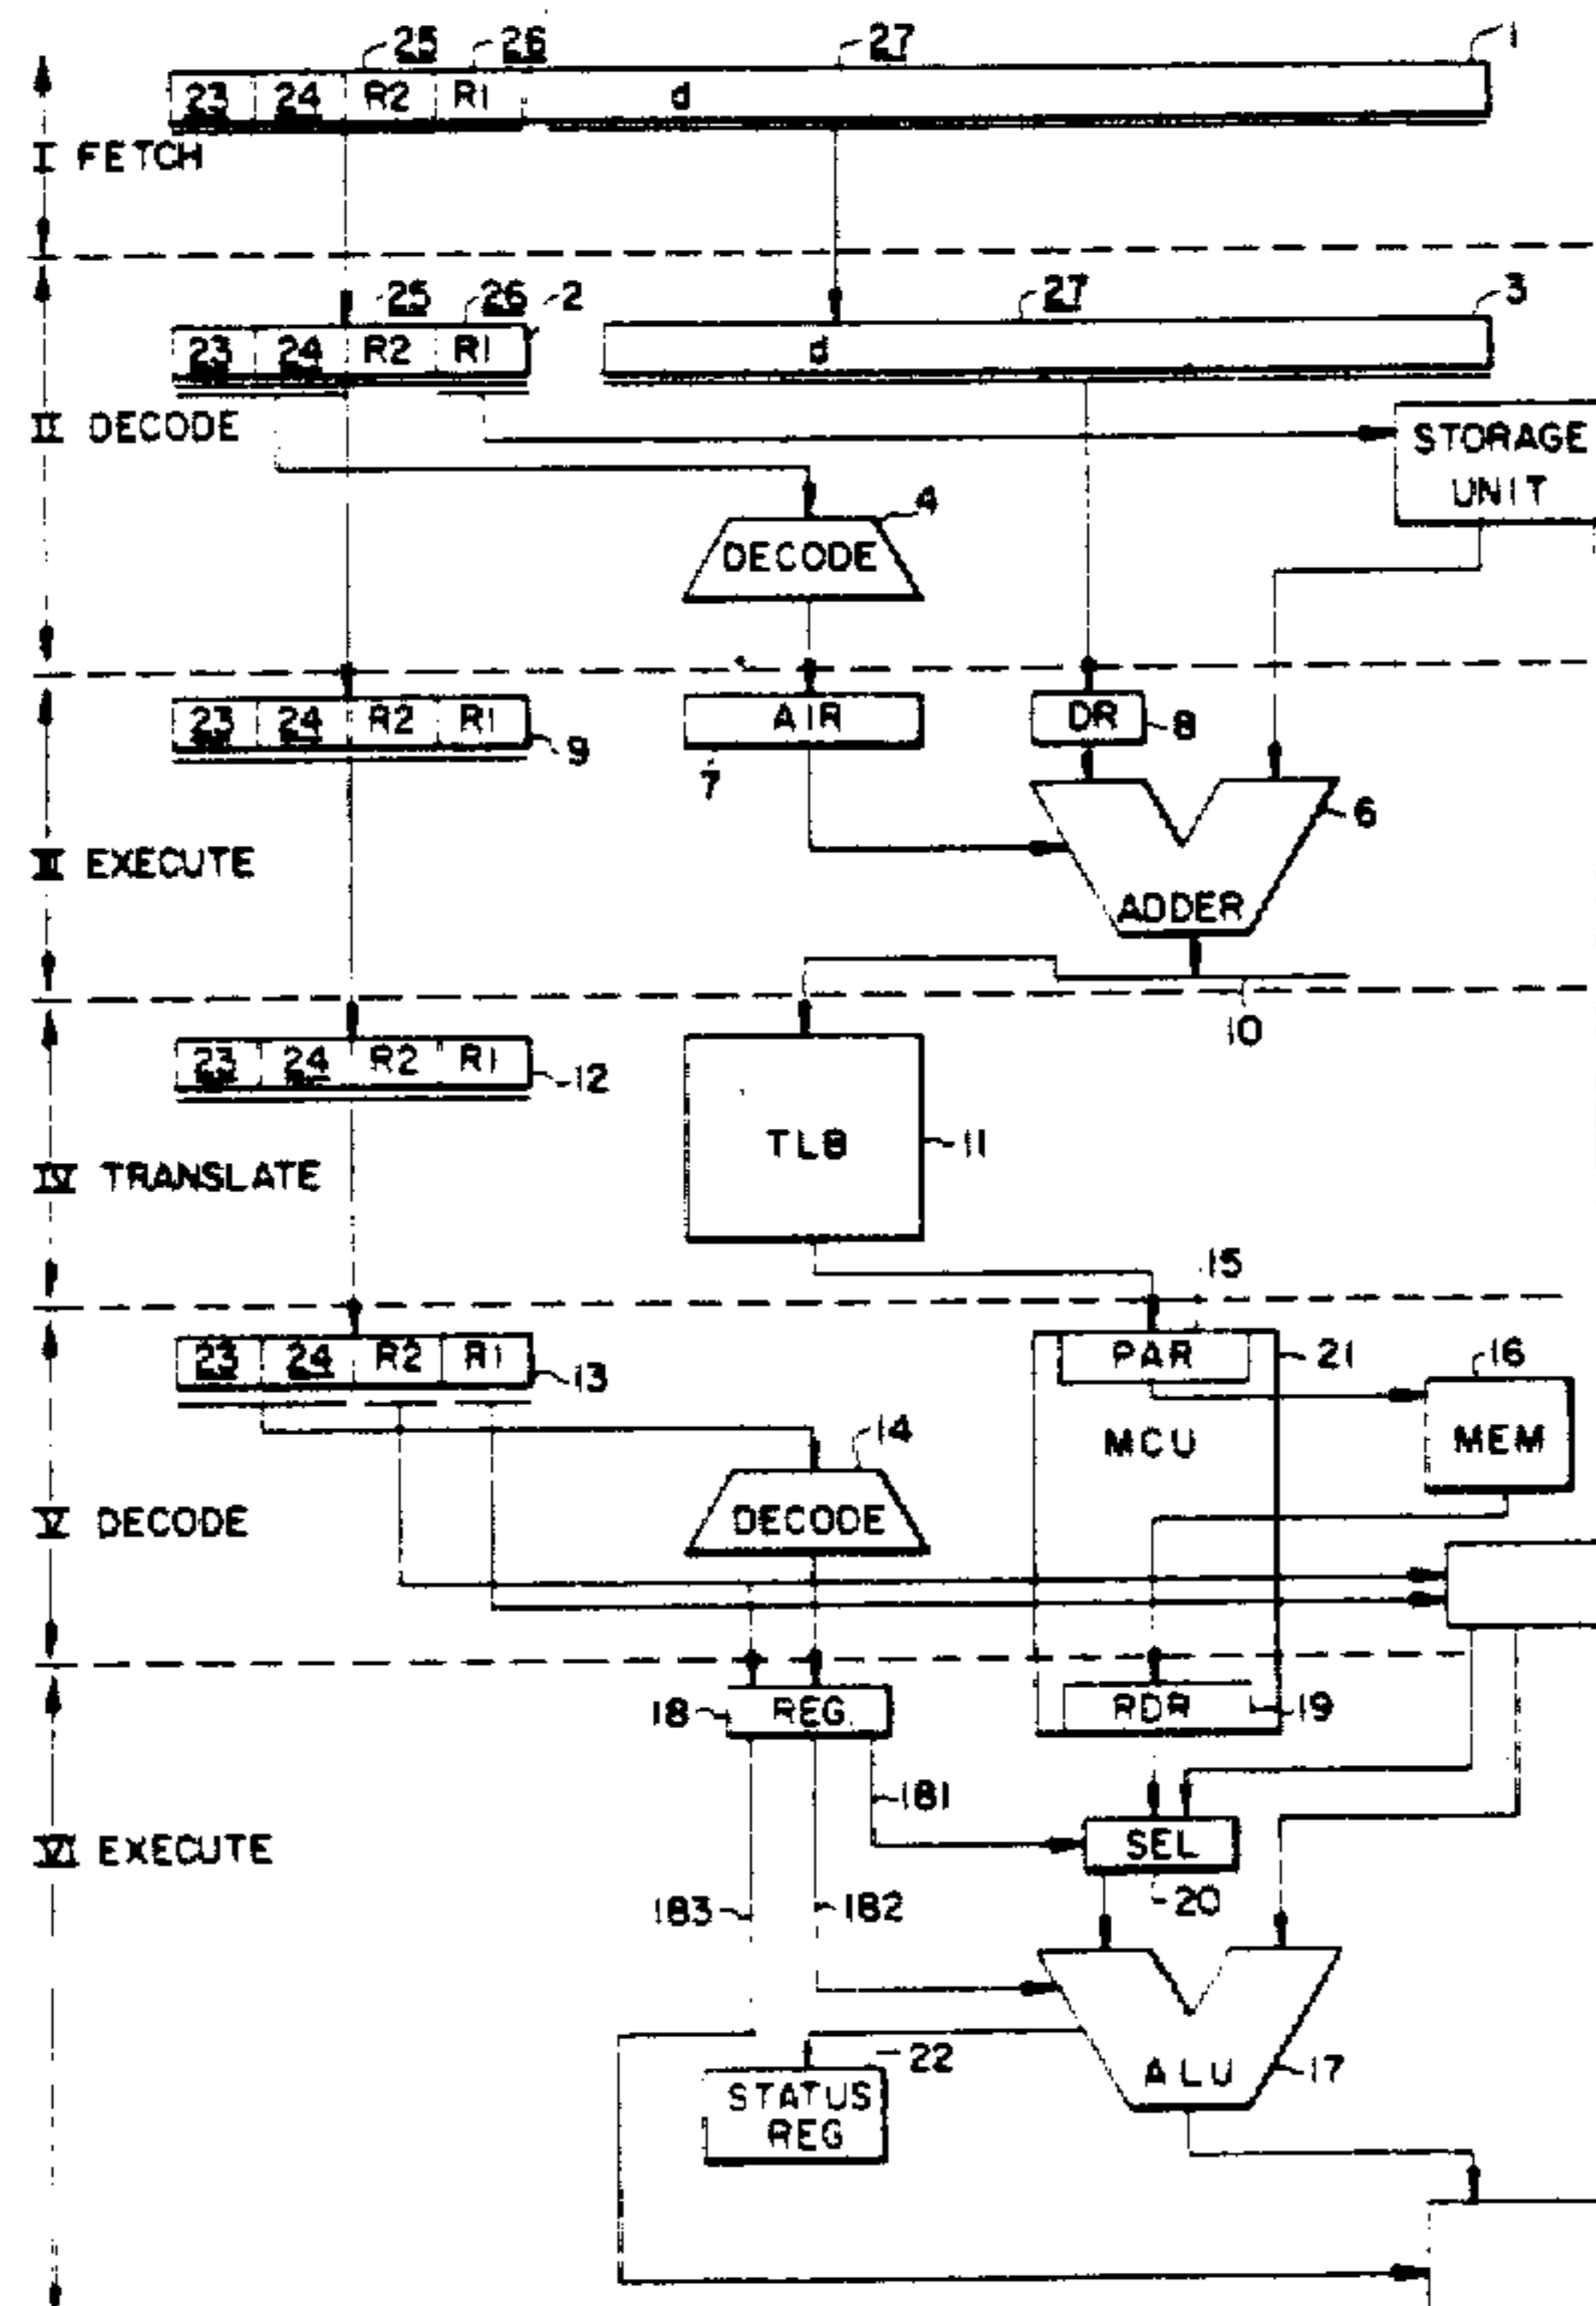 25 26 27 1
23 24 R2 R1 d
I FETCH
25 26 2 27 3
23 24 R2 R1 d
II DECODE
STORAGE
UNIT
4
DECODE
23 24 R2 R1 9
AIR
7
DR 8
6
III EXECUTE
ADDER
10
23 24 R2 R1 12
TLB 11
IV TRANSLATE
15
23 24 R2 R1 13
PAR 21
16
14
MCU
MEM
V DECODE
DECODE
18 REG.
RDR 19
181
VI EXECUTE
SEL
20
183 182
22
STATUS
REG
ALU 17